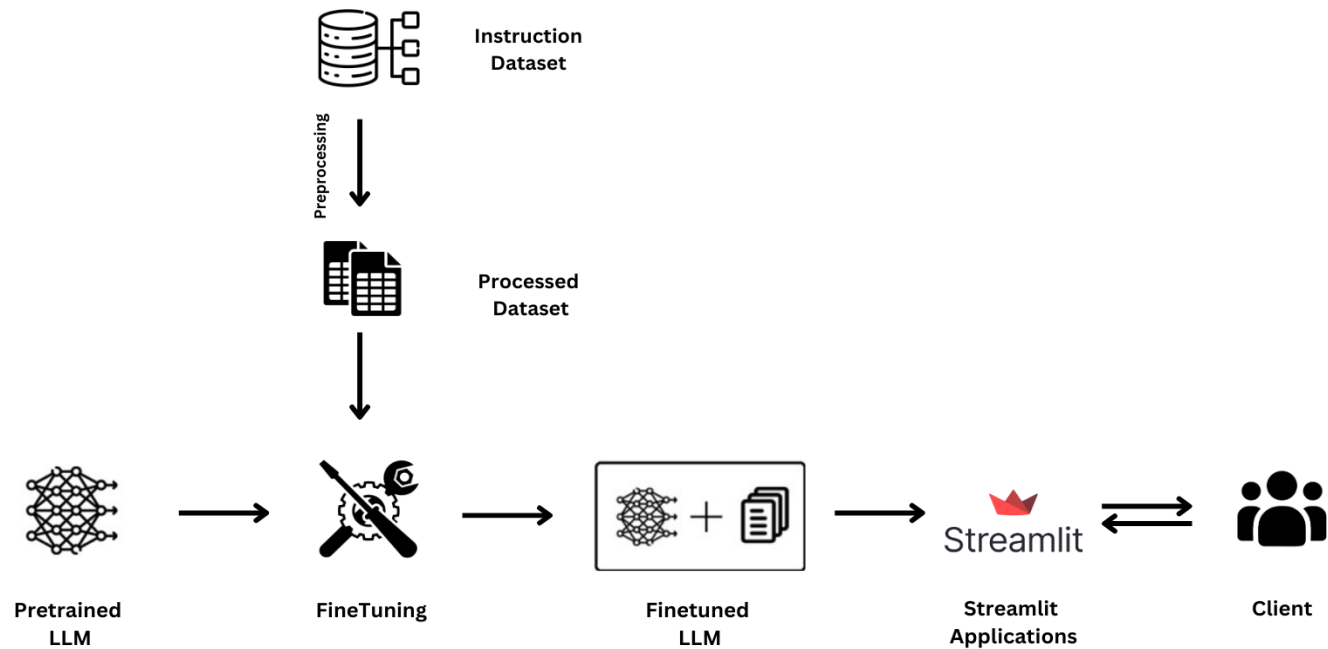 Instruction
Dataset
Preprocessing
Processed
Dataset
Streamlit
Pretrained
LLM
FineTuning
Finetuned
LLM
Streamlit
Applications
Client